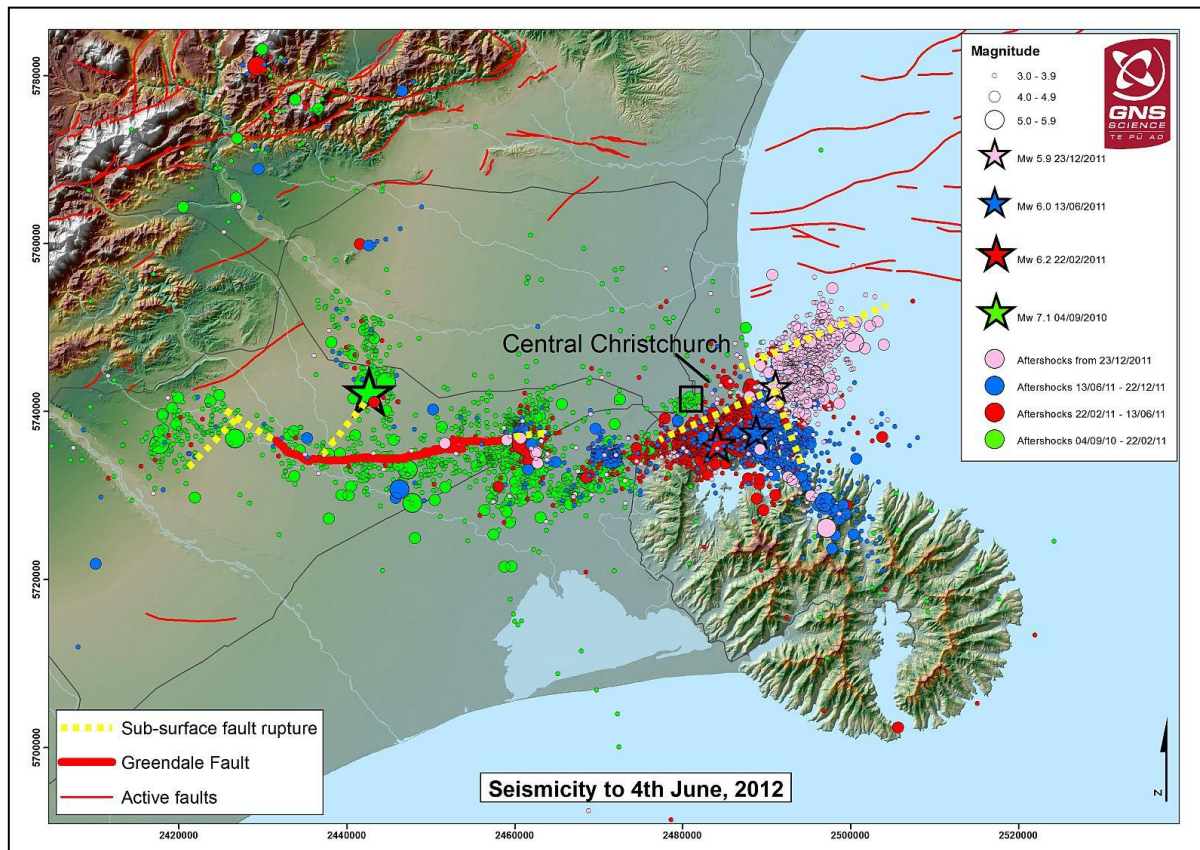 Magnitude
3.0 - 3.9
4.0 - 4.9
5.0 - 5.9
Mw 5.9 23/12/2011
Mw 6.0 13/06/2011
Mw 6.2 22/02/2011
Mw 7.1 04/09/2010
Aftershocks from 23/12/2011
Aftershocks 13/06/11 - 22/12/11
Aftershocks 22/02/11 - 13/06/11
Aftershocks 04/09/10 - 22/02/11
GNS
SCIENCE
TE PŪ AO
Central Christchurch
5780000
5760000
5740000
5720000
5700000
Sub-surface fault rupture
Greendale Fault
Active faults
Seismicity to 4th June, 2012
N
2420000
2440000
2460000
2480000
2500000
2520000